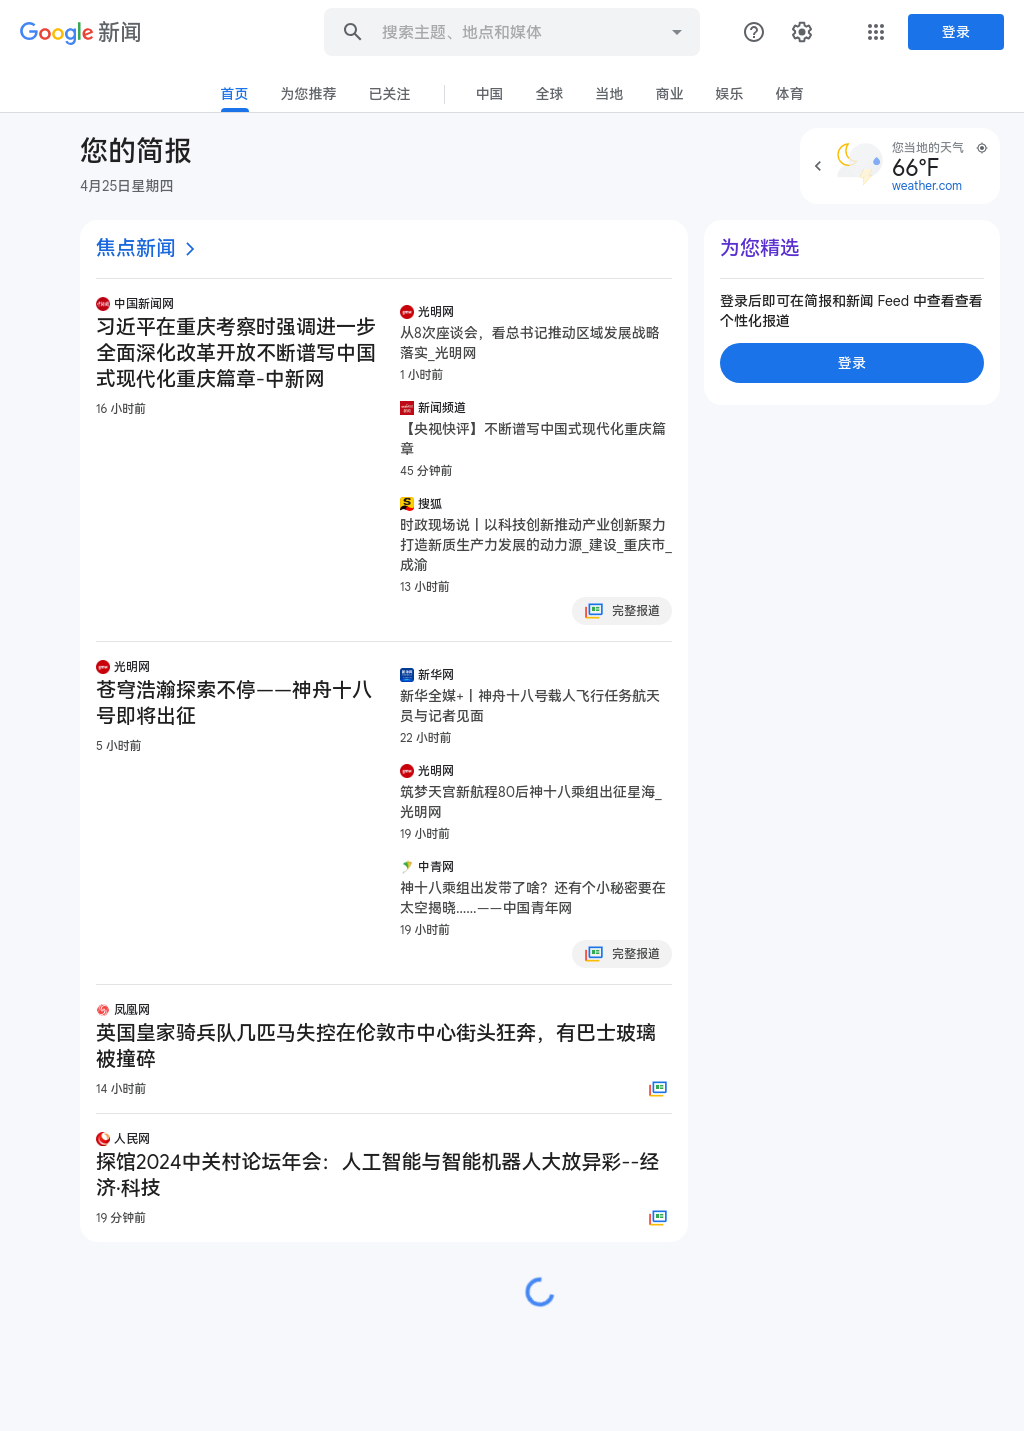 Google 新闻
搜索主题、地点和媒体
登录
首页
为您推荐
已关注
中国
全球
当地
商业
娱乐
体育
您的简报
4月25日星期四
您当地的天气
66°F
weather.com
焦点新闻
中国新闻网
习近平在重庆考察时强调进一步
全面深化改革开放不断谱写中国
式现代化重庆篇章-中新网
16 小时前
光明网
从8次座谈会，看总书记推动区域发展战略
落实_光明网
1 小时前
新闻频道
【央视快评】不断谱写中国式现代化重庆篇
章
45 分钟前
搜狐
时政现场说丨以科技创新推动产业创新聚力
打造新质生产力发展的动力源_建设_重庆市_
成渝
13 小时前
完整报道
光明网
苍穹浩瀚探索不停——神舟十八
号即将出征
5 小时前
新华网
新华全媒+丨神舟十八号载人飞行任务航天
员与记者见面
22 小时前
光明网
筑梦天宫新航程80后神十八乘组出征星海_
光明网
19 小时前
中青网
神十八乘组出发带了啥？还有个小秘密要在
太空揭晓……——中国青年网
19 小时前
完整报道
凤凰网
英国皇家骑兵队几匹马失控在伦敦市中心街头狂奔，有巴士玻璃
被撞碎
14 小时前
人民网
探馆2024中关村论坛年会：人工智能与智能机器人大放异彩--经
济·科技
19 分钟前
为您精选
登录后即可在简报和新闻 Feed 中查看查看
个性化报道
登录